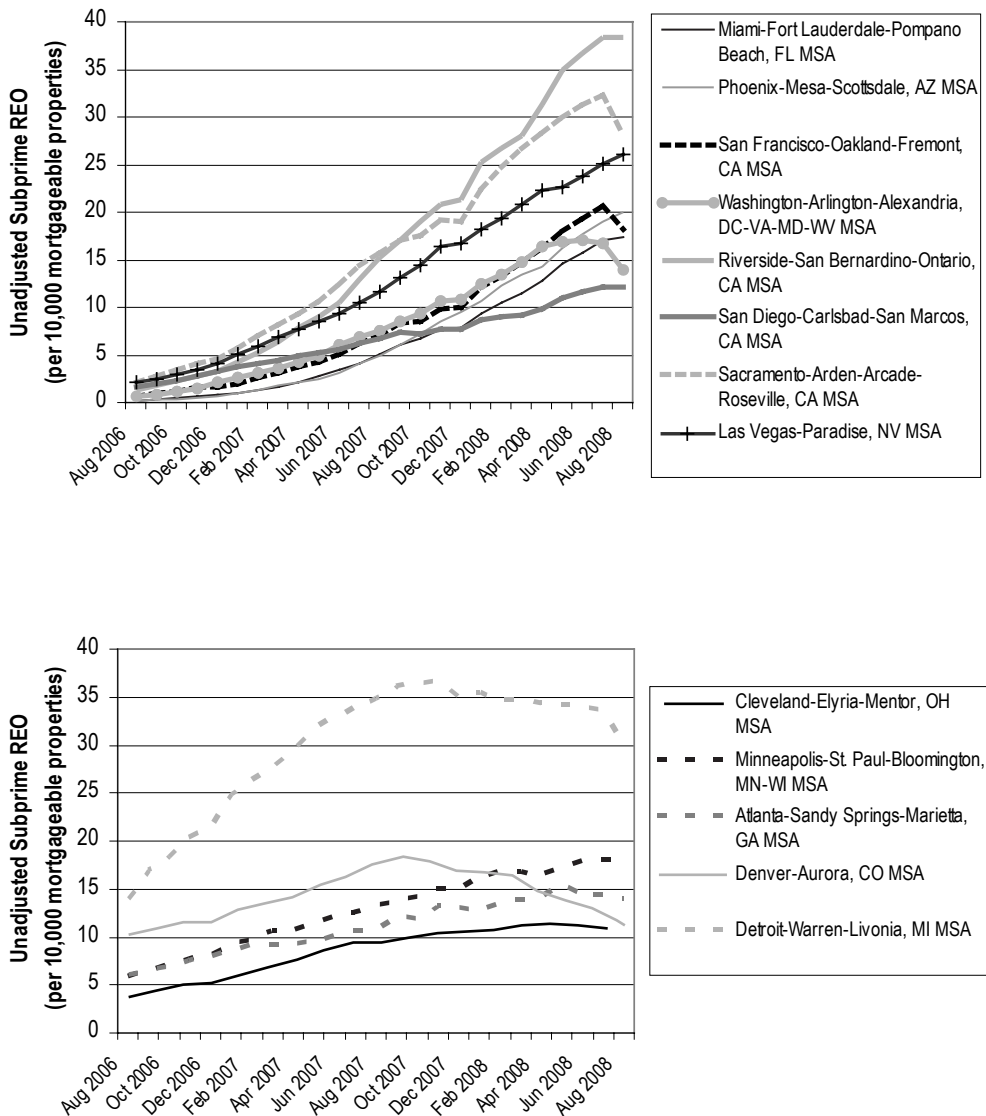 Unadjusted Subprime REO
(per 10,000 mortgageable properties)
40
35
30
25
20
15
10
5
0
Aug 2006
Oct 2006
Dec 2006
Feb 2007
Apr 2007
Jun 2007
Aug 2007
Oct 2007
Dec 2007
Feb 2008
Apr 2008
Jun 2008
Aug 2008
Miami-Fort Lauderdale-Pompano
Beach, FL MSA
Phoenix-Mesa-Scottsdale, AZ MSA
San Francisco-Oakland-Fremont,
CA MSA
Washington-Arlington-Alexandria,
DC-VA-MD-WV MSA
Riverside-San Bernardino-Ontario,
CA MSA
San Diego-Carlsbad-San Marcos,
CA MSA
Sacramento-Arden-Arcade-
Roseville, CA MSA
Las Vegas-Paradise, NV MSA
Unadjusted Subprime REO
(per 10,000 mortgageable properties)
40
35
30
25
20
15
10
5
0
Aug 2006
Oct 2006
Dec 2006
Feb 2007
Apr 2007
Jun 2007
Aug 2007
Oct 2007
Dec 2007
Feb 2008
Apr 2008
Jun 2008
Aug 2008
Cleveland-Elyria-Mentor, OH
MSA
Minneapolis-St. Paul-Bloomington,
MN-WI MSA
Atlanta-Sandy Springs-Marietta,
GA MSA
Denver-Aurora, CO MSA
Detroit-Warren-Livonia, MI MSA